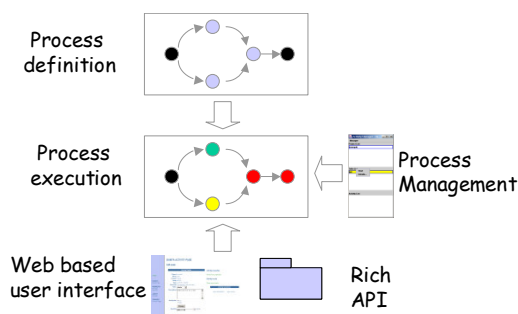 Process
definition
Process
execution
Process
Management
Web based
user interface
Rich
API